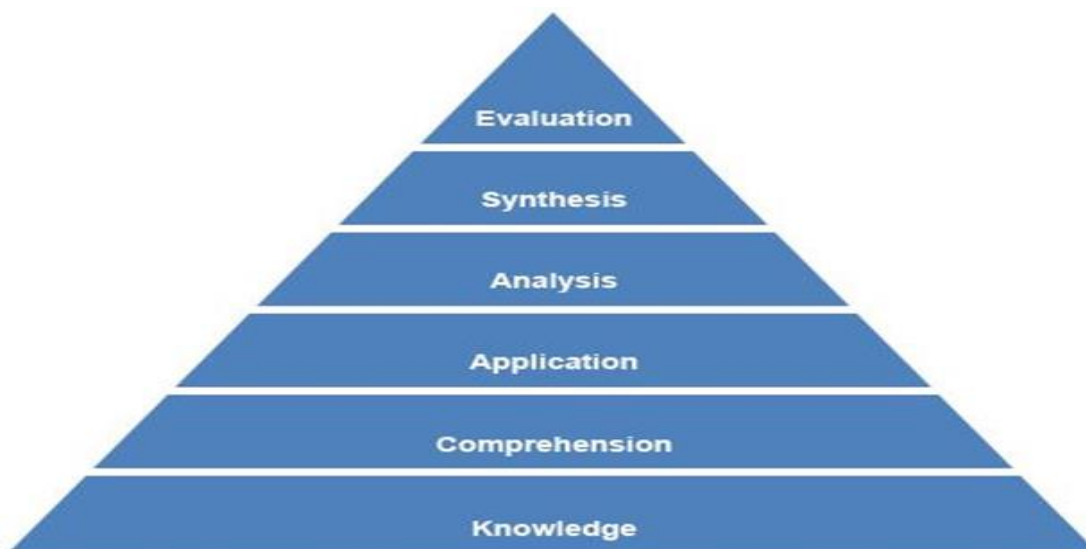 Evaluation
Synthesis
Analysis
Application
Comprehension
Knowledge